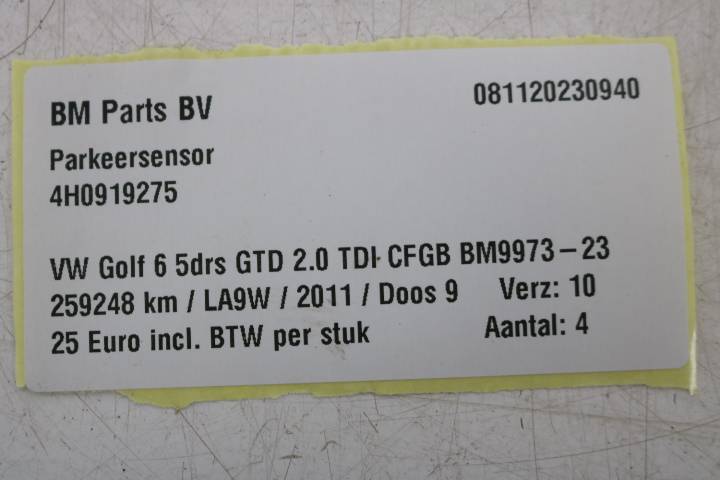 BM Parts BV 081120230940
Parkeersensor
4H0919275
VW Golf 6 5drs GTD 2.0 TDI CFGB BM9973-23
259248 km / LA9W / 2011 / Doos 9 Verz: 10
25 Euro incl. BTW per stuk Aantal: 4